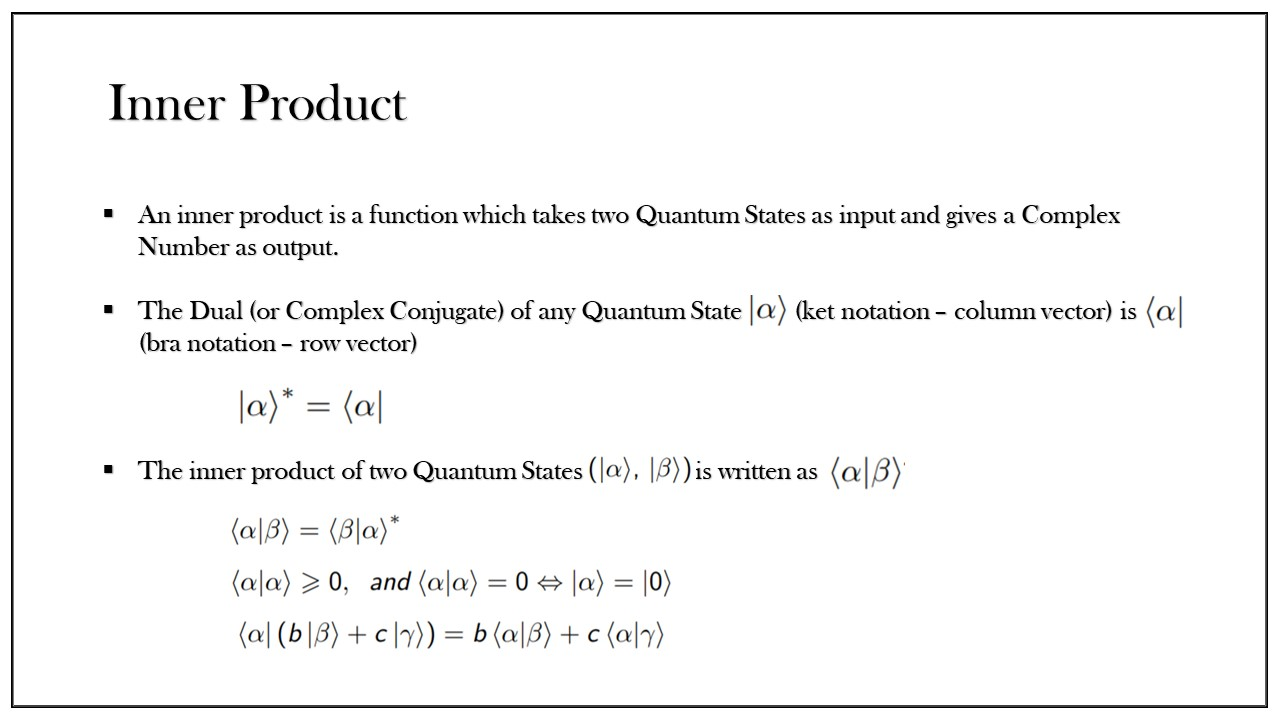 Inner Product
▪ An inner product is a function which takes two Quantum States as input and gives a Complex
Number as output.
▪ The Dual (or Complex Conjugate) of any Quantum State |α⟩ (ket notation – column vector) is ⟨α|
(bra notation – row vector)
|α⟩* = ⟨α|
▪ The inner product of two Quantum States (|α⟩, |β⟩) is written as ⟨α|β⟩
⟨α|β⟩ = ⟨β|α⟩*
⟨α|α⟩ ⩾ 0, and ⟨α|α⟩ = 0 ⇔ |α⟩ = |0⟩
⟨α| (b |β⟩ + c |γ⟩) = b ⟨α|β⟩ + c ⟨α|γ⟩